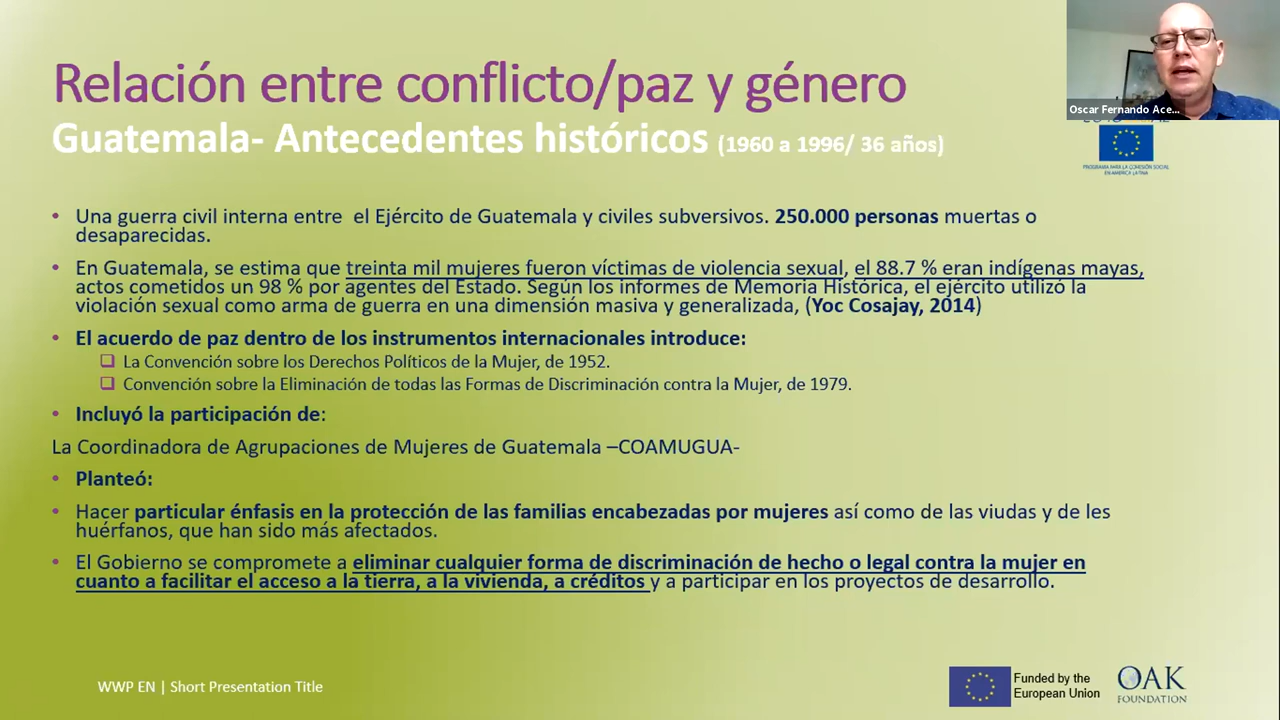 Relación entre conflicto/paz y género
Guatemala- Antecedentes históricos (1960 a 1996/ 36 años)
Oscar Fernando Ace...
PROGRAMA PARA LA COHESIÓN SOCIAL
EN AMÉRICA LATINA
• Una guerra civil interna entre el Ejército de Guatemala y civiles subversivos. 250.000 personas muertas o
desaparecidas.
• En Guatemala, se estima que treinta mil mujeres fueron víctimas de violencia sexual, el 88.7 % eran indígenas mayas,
actos cometidos un 98 % por agentes del Estado. Según los informes de Memoria Histórica, el ejército utilizó la
violación sexual como arma de guerra en una dimensión masiva y generalizada, (Yoc Cosajay, 2014)
• El acuerdo de paz dentro de los instrumentos internacionales introduce:
❑ La Convención sobre los Derechos Políticos de la Mujer, de 1952.
❑ Convención sobre la Eliminación de todas las Formas de Discriminación contra la Mujer, de 1979.
• Incluyó la participación de:
La Coordinadora de Agrupaciones de Mujeres de Guatemala –COAMUGUA-
• Planteó:
• Hacer particular énfasis en la protección de las familias encabezadas por mujeres así como de las viudas y de les
huérfanos, que han sido más afectados.
• El Gobierno se compromete a eliminar cualquier forma de discriminación de hecho o legal contra la mujer en
cuanto a facilitar el acceso a la tierra, a la vivienda, a créditos y a participar en los proyectos de desarrollo.
WWP EN | Short Presentation Title
Funded by the
European Union
OAK
FOUNDATION